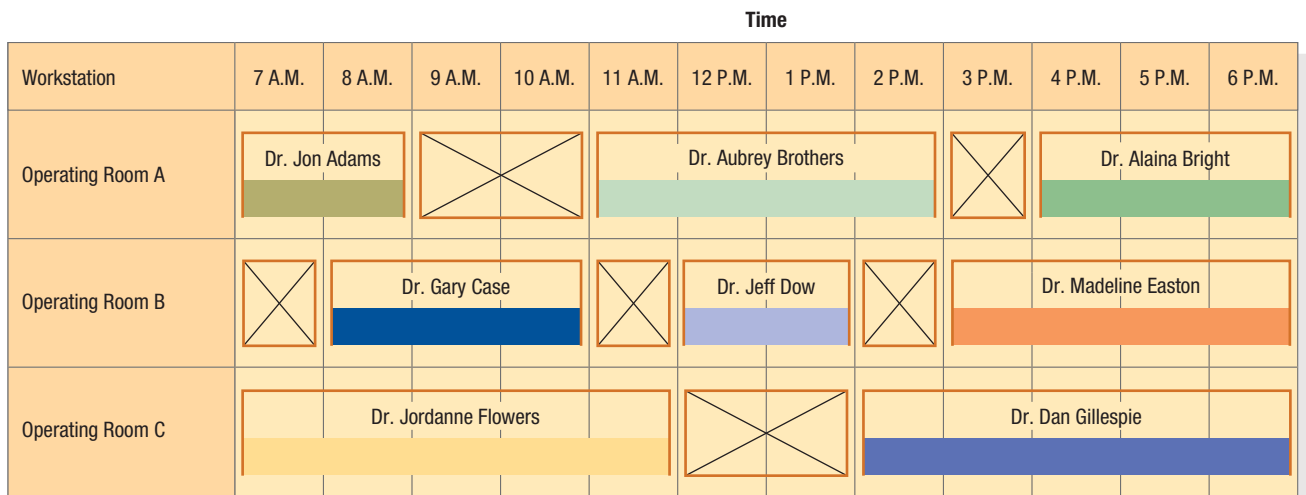 Time
Workstation 7 A.M. 8 A.M. 9 A.M. 10 A.M. 11 A.M. 12 P.M. 1 P.M. 2 P.M. 3 P.M. 4 P.M. 5 P.M. 6 P.M.
Operating Room A Dr. Jon Adams Dr. Aubrey Brothers Dr. Alaina Bright
Operating Room B Dr. Gary Case Dr. Jeff Dow Dr. Madeline Easton
Operating Room C Dr. Jordanne Flowers Dr. Dan Gillespie